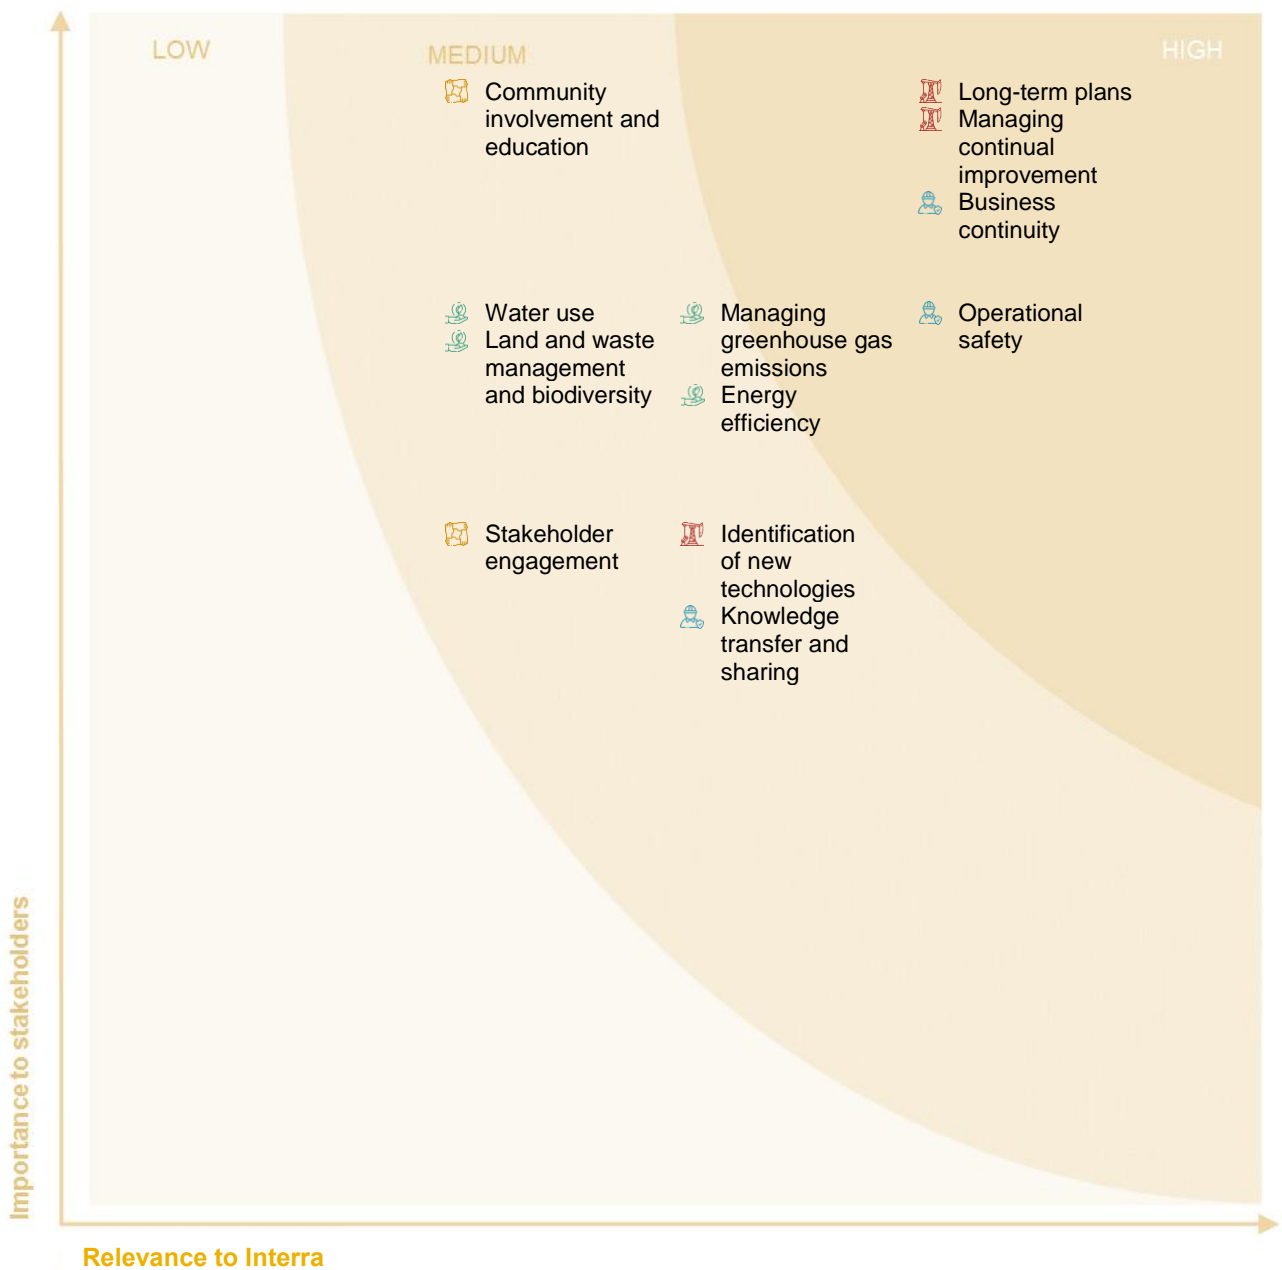 LOW
MEDIUM
HIGH
Community
involvement and
education
Long-term plans
Managing
continual
improvement
Business
continuity
Water use
Land and waste
management
and biodiversity
Managing
greenhouse gas
emissions
Energy
efficiency
Operational
safety
Stakeholder
engagement
Identification
of new
technologies
Knowledge
transfer and
sharing
Importance to stakeholders
Relevance to Interra